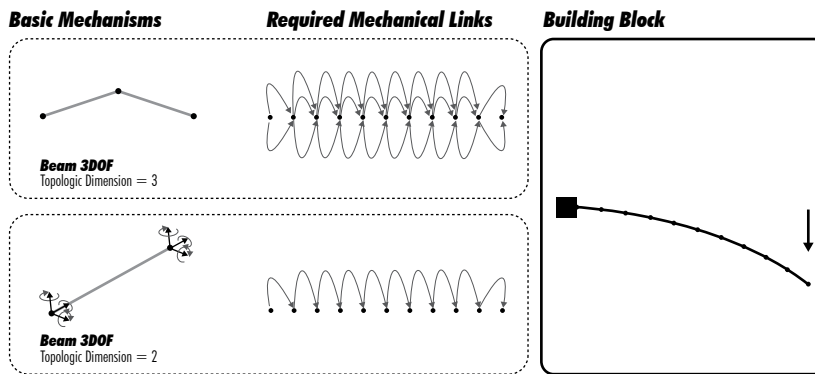 Basic Mechanisms
Required Mechanical Links
Building Block
Beam 3DOF
Topologic Dimension = 3
Beam 3DOF
Topologic Dimension = 2